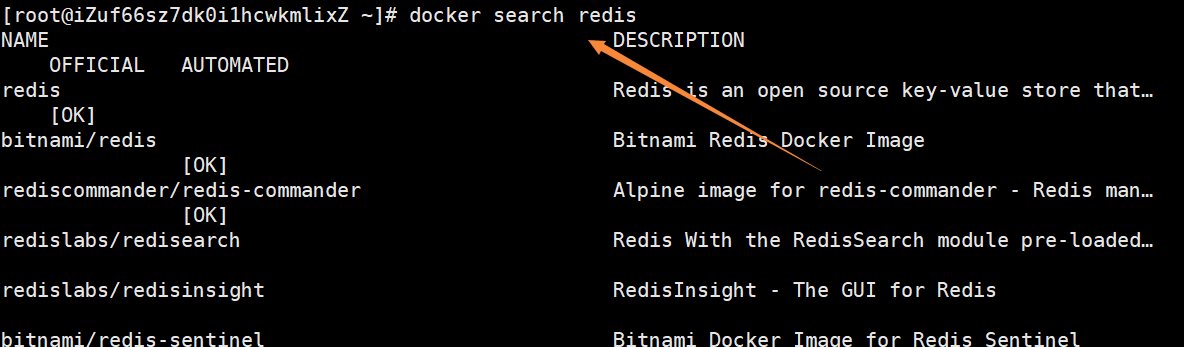 [root@iZuf66sz7dk0i1hcwkmlixZ ~]# docker search redis
NAME DESCRIPTION
OFFICIAL AUTOMATED
redis Redis is an open source key-value store that…
[OK]
bitnami/redis Bitnami Redis Docker Image
[OK]
rediscommander/redis-commander Alpine image for redis-commander - Redis man…
[OK]
redislabs/redisearch Redis With the RedisSearch module pre-loaded…
redislabs/redisinsight RedisInsight - The GUI for Redis
bitnami/redis-sentinel Bitnami Docker Image for Redis Sentinel